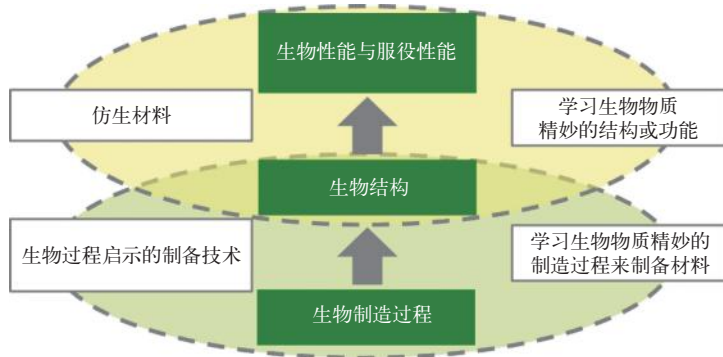 生物性能与服役性能
仿生材料
学习生物物质
精妙的结构或功能
生物结构
生物过程启示的制备技术
学习生物物质精妙的
制造过程来制备材料
生物制造过程